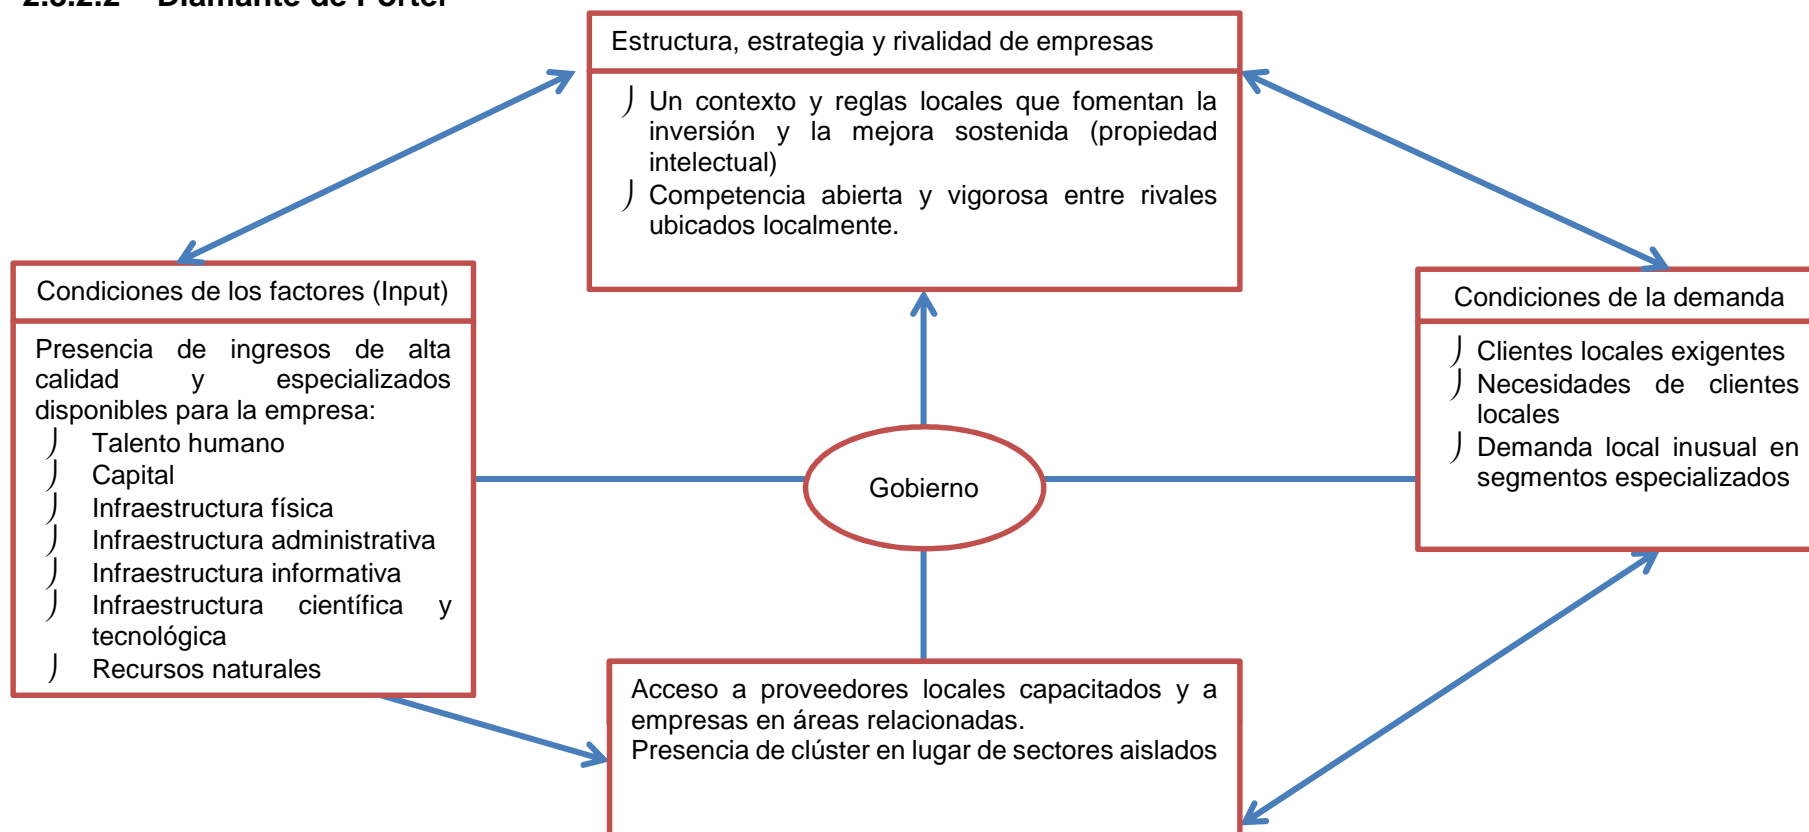 Diamante de Porter
Estructura, estrategia y rivalidad de empresas
Un contexto y reglas locales que fomentan la
inversión y la mejora sostenida (propiedad
intelectual)
Competencia abierta y vigorosa entre rivales
ubicados localmente.
Condiciones de los factores (Input)
Presencia de ingresos de alta
calidad y especializados
disponibles para la empresa:
Talento humano
Capital
Infraestructura física
Infraestructura administrativa
Infraestructura informativa
Infraestructura científica y
tecnológica
Recursos naturales
Gobierno
Condiciones de la demanda
Clientes locales exigentes
Necesidades de clientes
locales
Demanda local inusual en
segmentos especializados
Acceso a proveedores locales capacitados y a
empresas en áreas relacionadas.
Presencia de clúster en lugar de sectores aislados